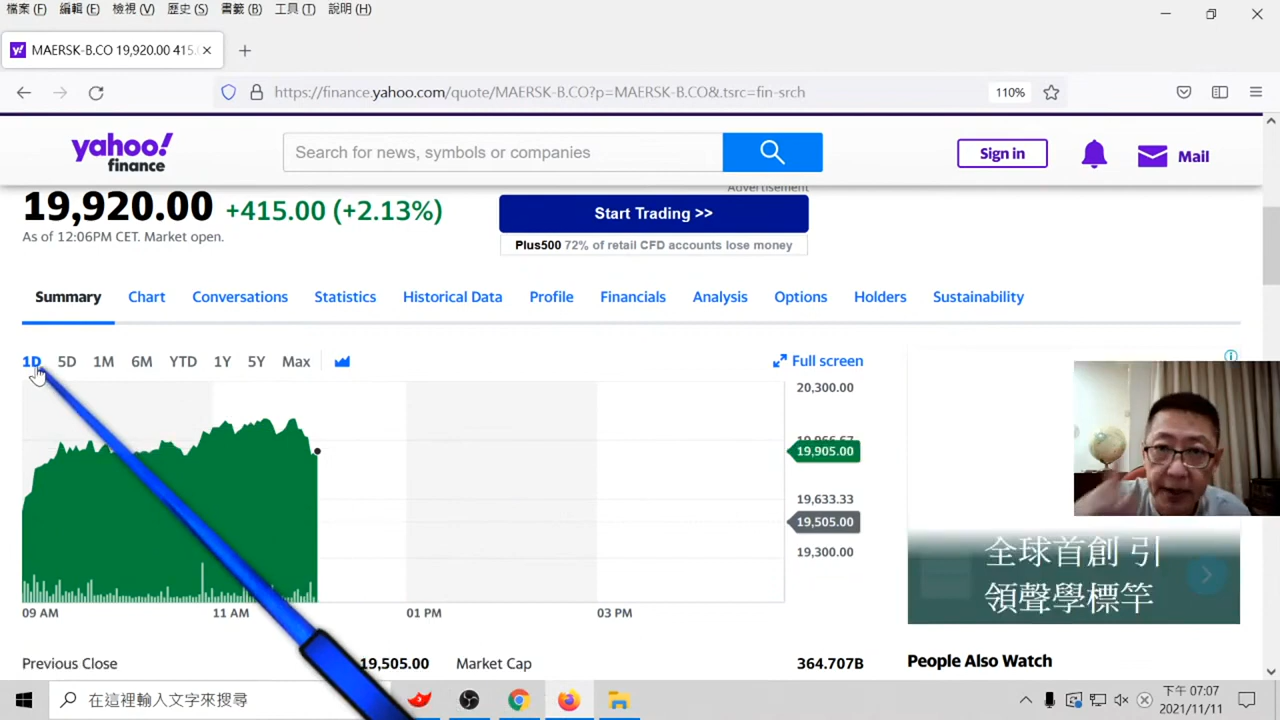 檔案 (F) 編輯 (E) 檢視 (V) 歷史 (S) 書籤 (B) 工具 (T) 說明 (H)
MAERSK-B.CO 19,920.00 415.
https://finance.yahoo.com/quote/MAERSK-B.CO?p=MAERSK-B.CO&.tsrc=fin-srch
110%
yahoo!
finance
Search for news, symbols or companies
Sign in
Mail
Advertisement
19,920.00 +415.00 (+2.13%)
As of 12:06PM CET. Market open.
Start Trading >>
Plus500 72% of retail CFD accounts lose money
Summary Chart Conversations Statistics Historical Data Profile Financials Analysis Options Holders Sustainability
1D 5D 1M 6M YTD 1Y 5Y Max
Full screen
20,300.00
19,966.67
19,905.00
19,633.33
19,505.00
19,300.00
09 AM 11 AM 01 PM 03 PM
全球首創 引
領聲學標竿
Previous Close 19,505.00 Market Cap 364.707B
People Also Watch
在這裡輸入文字來搜尋
下午 07:07
2021/11/11